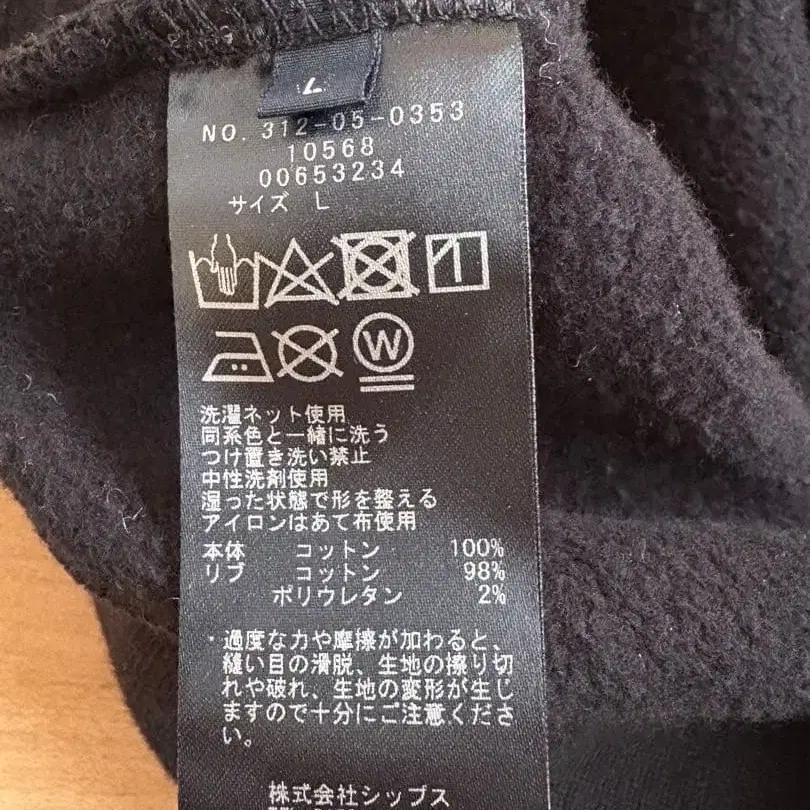 L
NO. 312-05-0353
10568
00653234
サイズ L
W
洗濯ネット使用
同系色と一緒に洗う
つけ置き洗い禁止
中性洗剤使用
湿った状態で形を整える
アイロンはあて布使用
本体 コットン 100%
リブ コットン 98%
ポリウレタン 2%
・過度な力や摩擦が加わると、
縫い目の滑脱、生地の擦り切
れや破れ、生地の変形が生じ
ますので十分にご注意くださ
い。
株式会社シップス